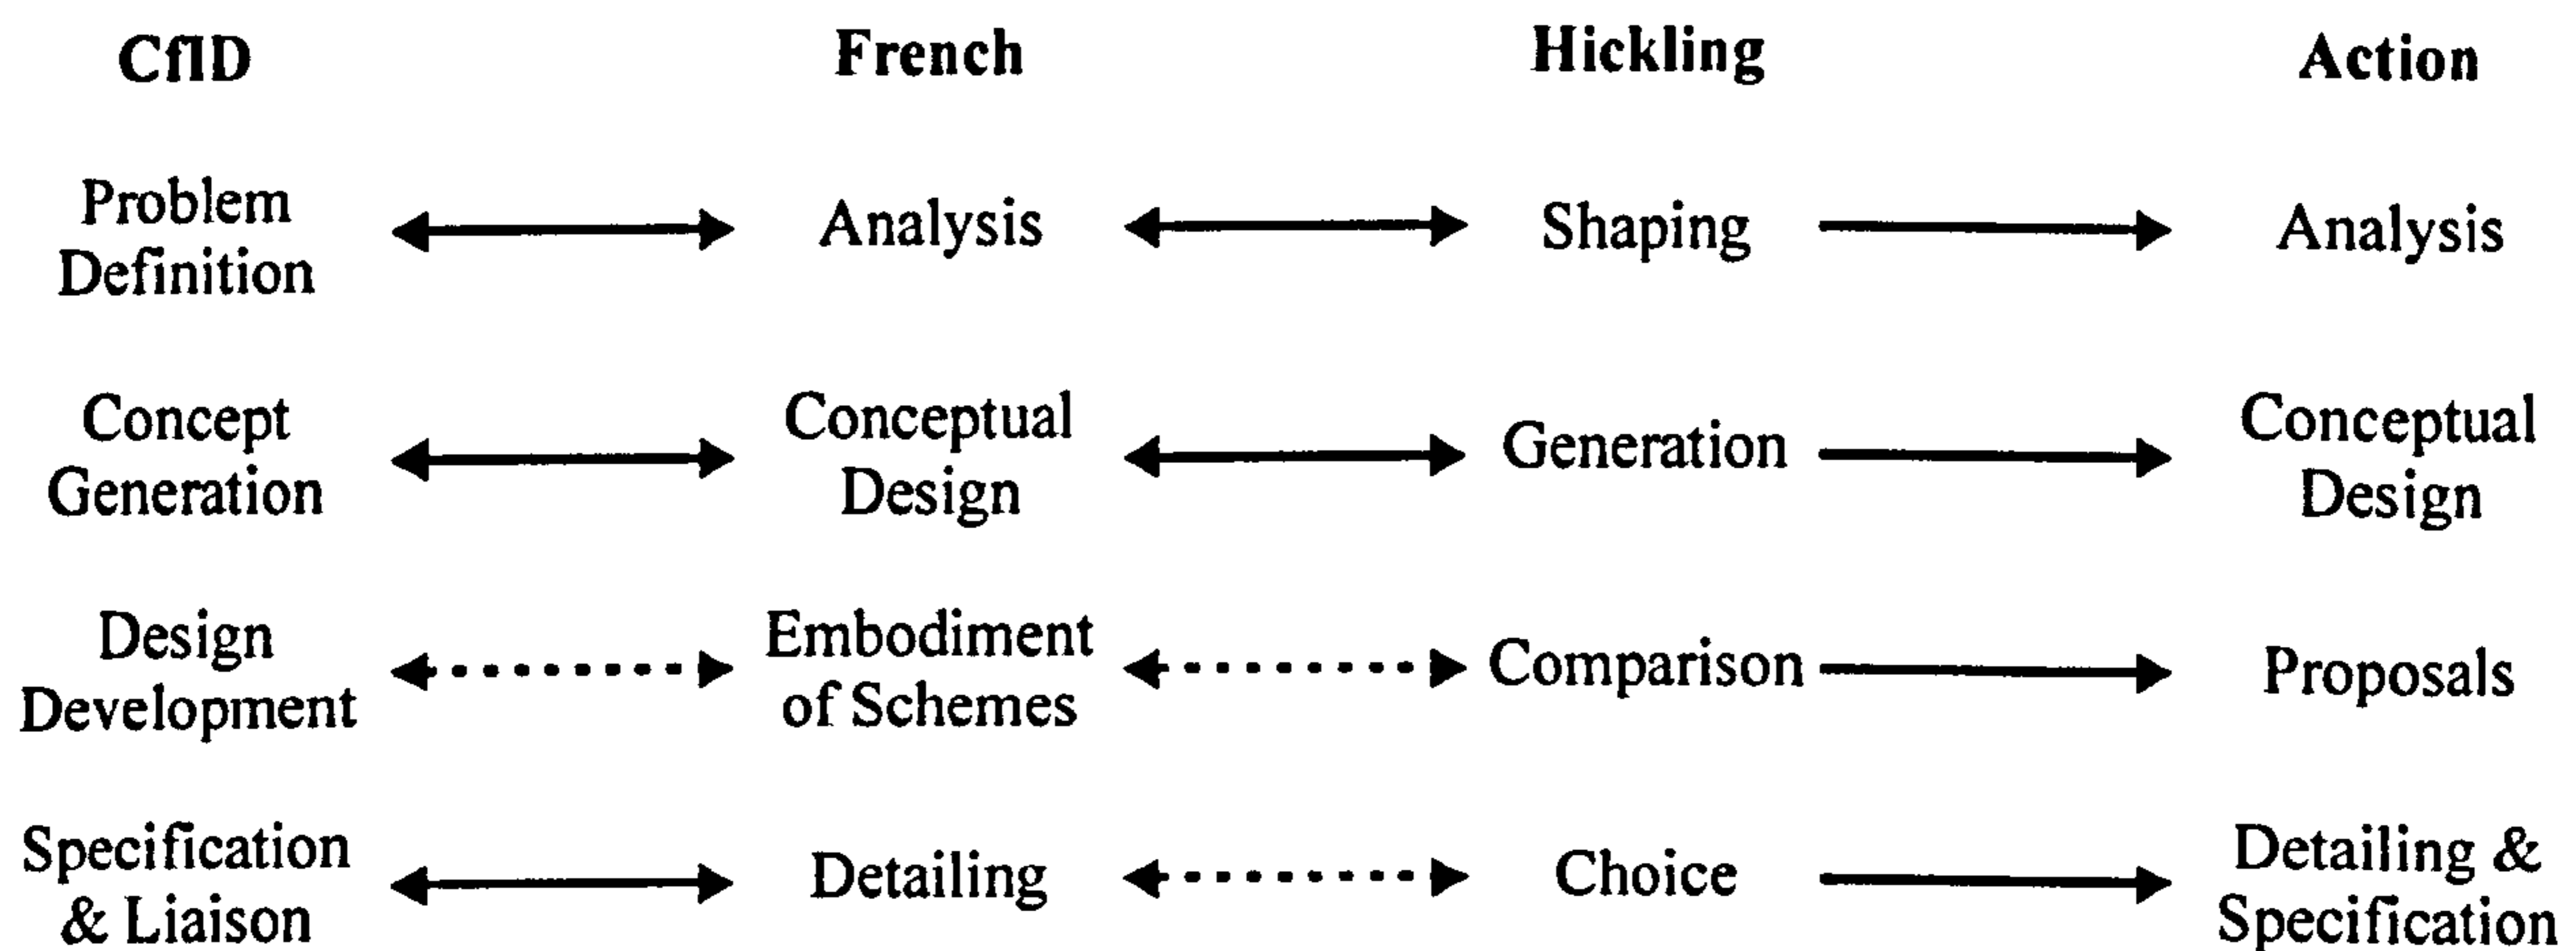 CfID French Hickling Action
Problem
Definition
Analysis
Shaping
Analysis
Concept
Generation
Conceptual
Design
Generation
Conceptual
Design
Design
Development
Embodiment
of Schemes
Comparison
Proposals
Specification
& Liaison
Detailing
Choice
Detailing &
Specification